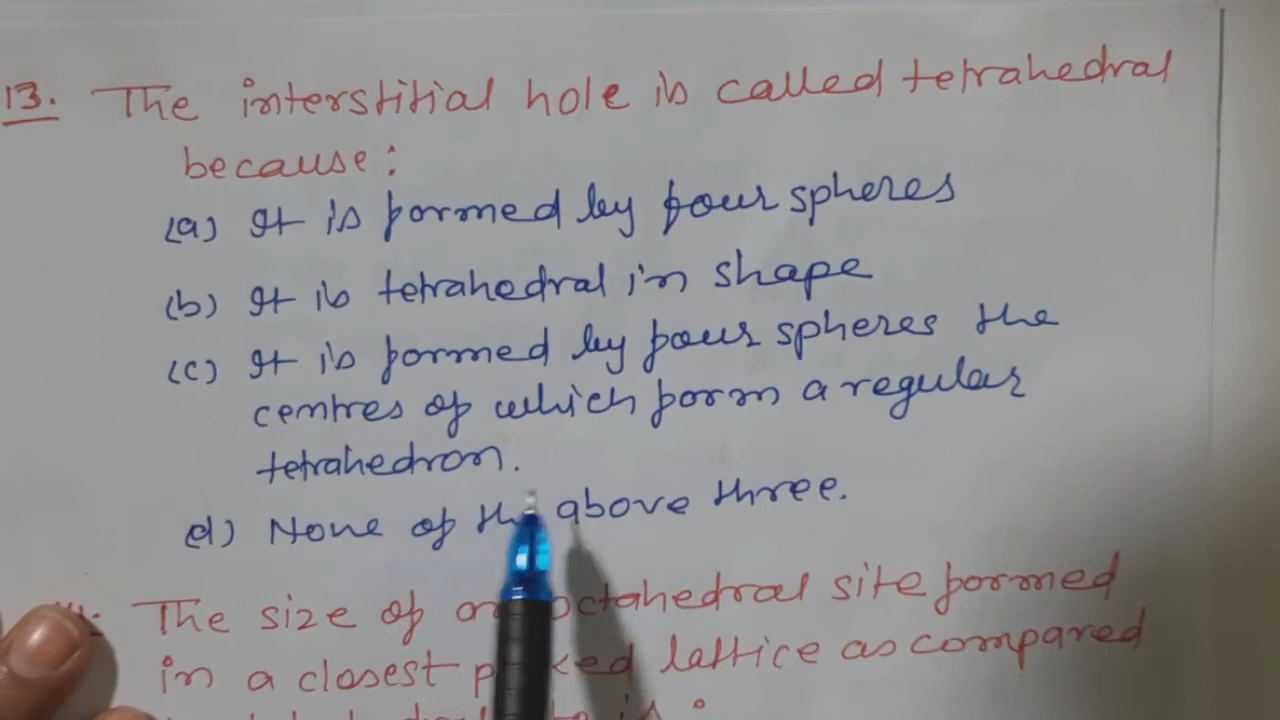 13. The interstitial hole is called tetrahedral
because:
(a) It is formed by four spheres
(b) It is tetrahedral in shape
(c) It is formed by four spheres the
centres of which form a regular
tetrahedron.
(d) None of the above three.
The size of an octahedral site formed
in a closest packed lattice as compared